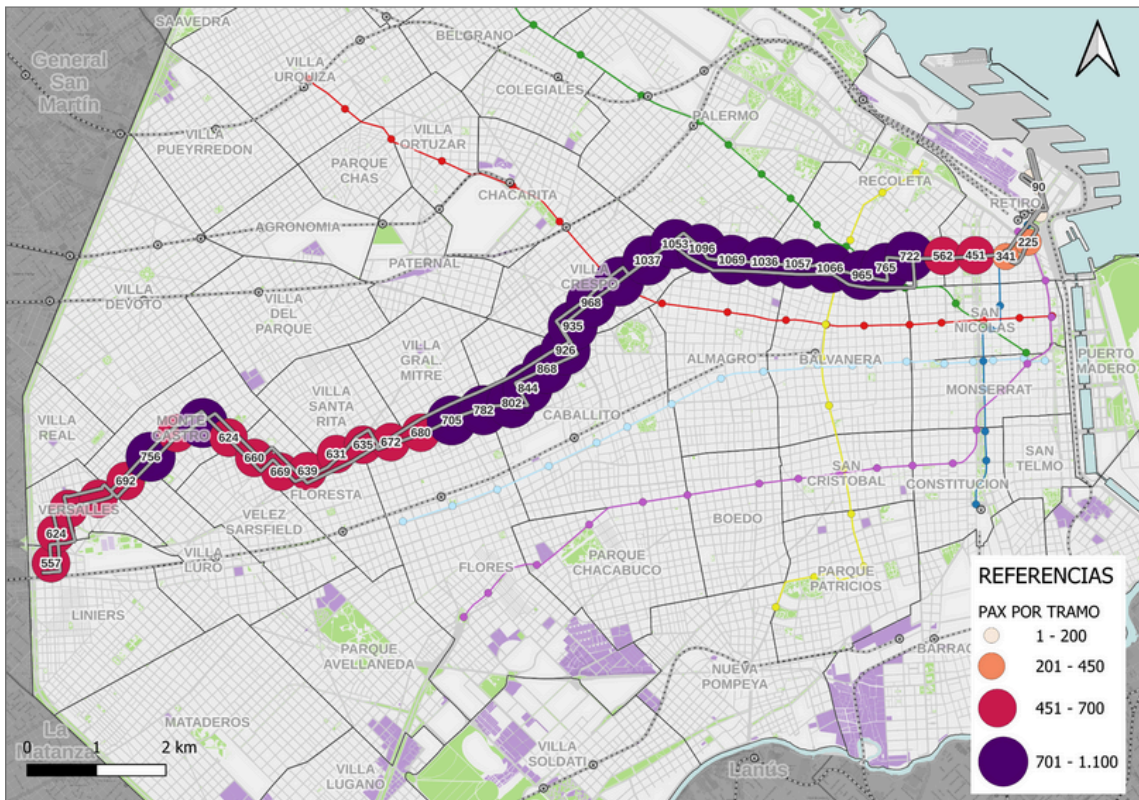 SAAVEDRA
BELGRANO
General
San
Martín
VILLA
URQUIZA
COLEGIALES
PALERMO
VILLA
PUEYRREDON
VILLA
ORTUZAR
PARQUE
CHAS
CHACARITA
RECOLETA
90
RETIRO
AGRONOMIA
225
PATERNAL
1053
1096
1037
1069
1036
1057
1066
965
765
722
562
451
341
VILLA
DEVOTO
VILLA
DEL
PARQUE
VILLA
CRESPO
968
935
926
SAN
NICOLÁS
VILLA
GRAL.
MITRE
868
844
802
782
705
ALMAGRO
BALVANERA
PUERTO
MADERO
MONSERRAT
VILLA
REAL
MONTE
CASTRO
VILLA
SANTA
RITA
CABALLITO
680
672
635
631
639
669
660
624
756
692
FLORESTA
VERSALLES
624
557
VELEZ
SARSFIELD
VILLA
LURO
SAN
CRISTOBAL
CONSTITUCION
SAN
TELMO
BOEDO
FLORES
PARQUE
CHACABUCO
PARQUE
PATRICIOS
LINIERS
PARQUE
AVELLANEDA
NUEVA
POMPEYA
MATADEROS
La
Matanza
VILLA
LUGANO
VILLA
SOLDATI
Lanús
0 1 2 km
REFERENCIAS
PAX POR TRAMO
1 - 200
201 - 450
451 - 700
701 - 1.100